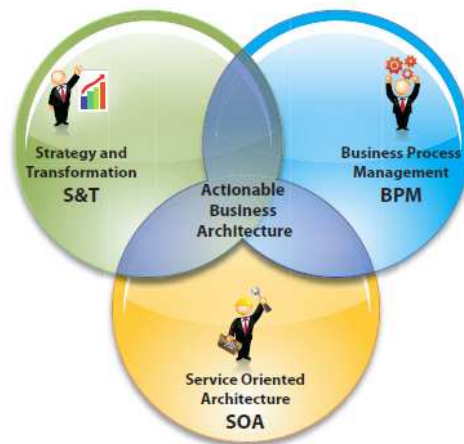 Strategy and
Transformation
S&T
Business Process
Management
BPM
Actionable
Business
Architecture
Service Oriented
Architecture
SOA